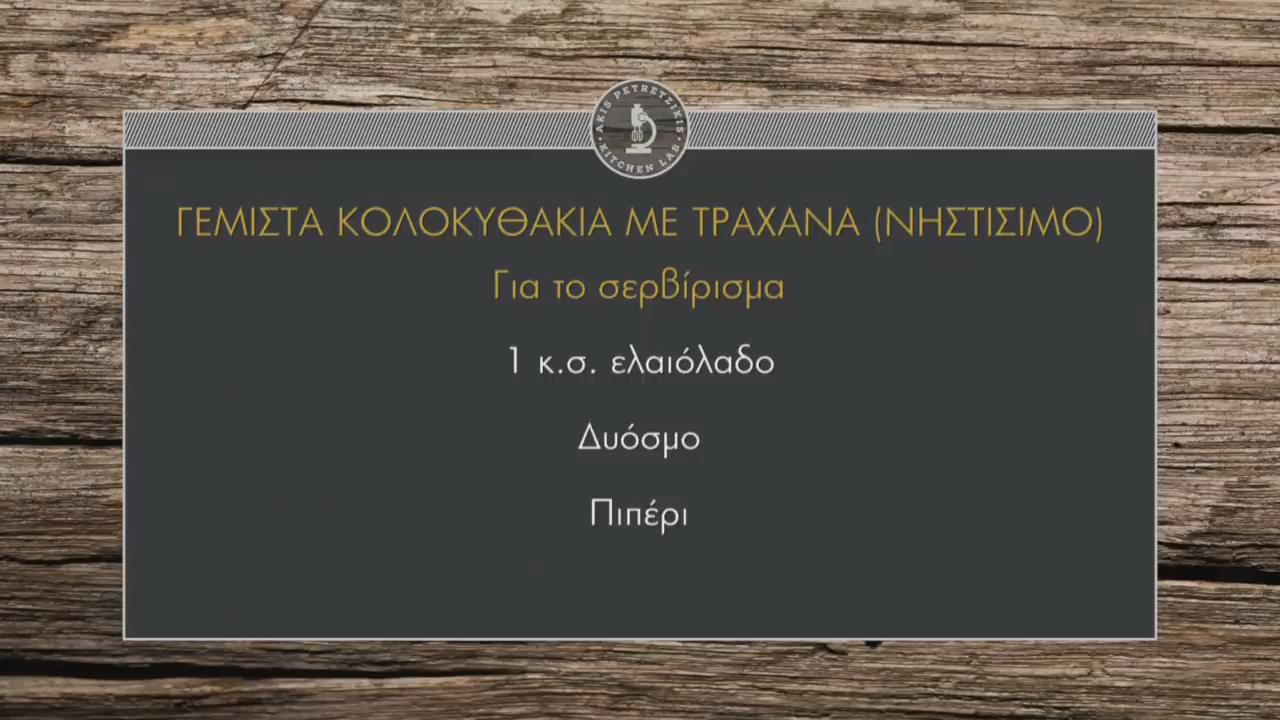 AKIS PETRETZIKIS
KITCHEN LAB
ΓΕΜΙΣΤΑ ΚΟΛΟΚΥΘΑΚΙΑ ΜΕ ΤΡΑΧΑΝΑ (ΝΗΣΤΙΣΙΜΟ)
Για το σερβίρισμα
1 κ.σ. ελαιόλαδο
Δυόσμο
Πιπέρι